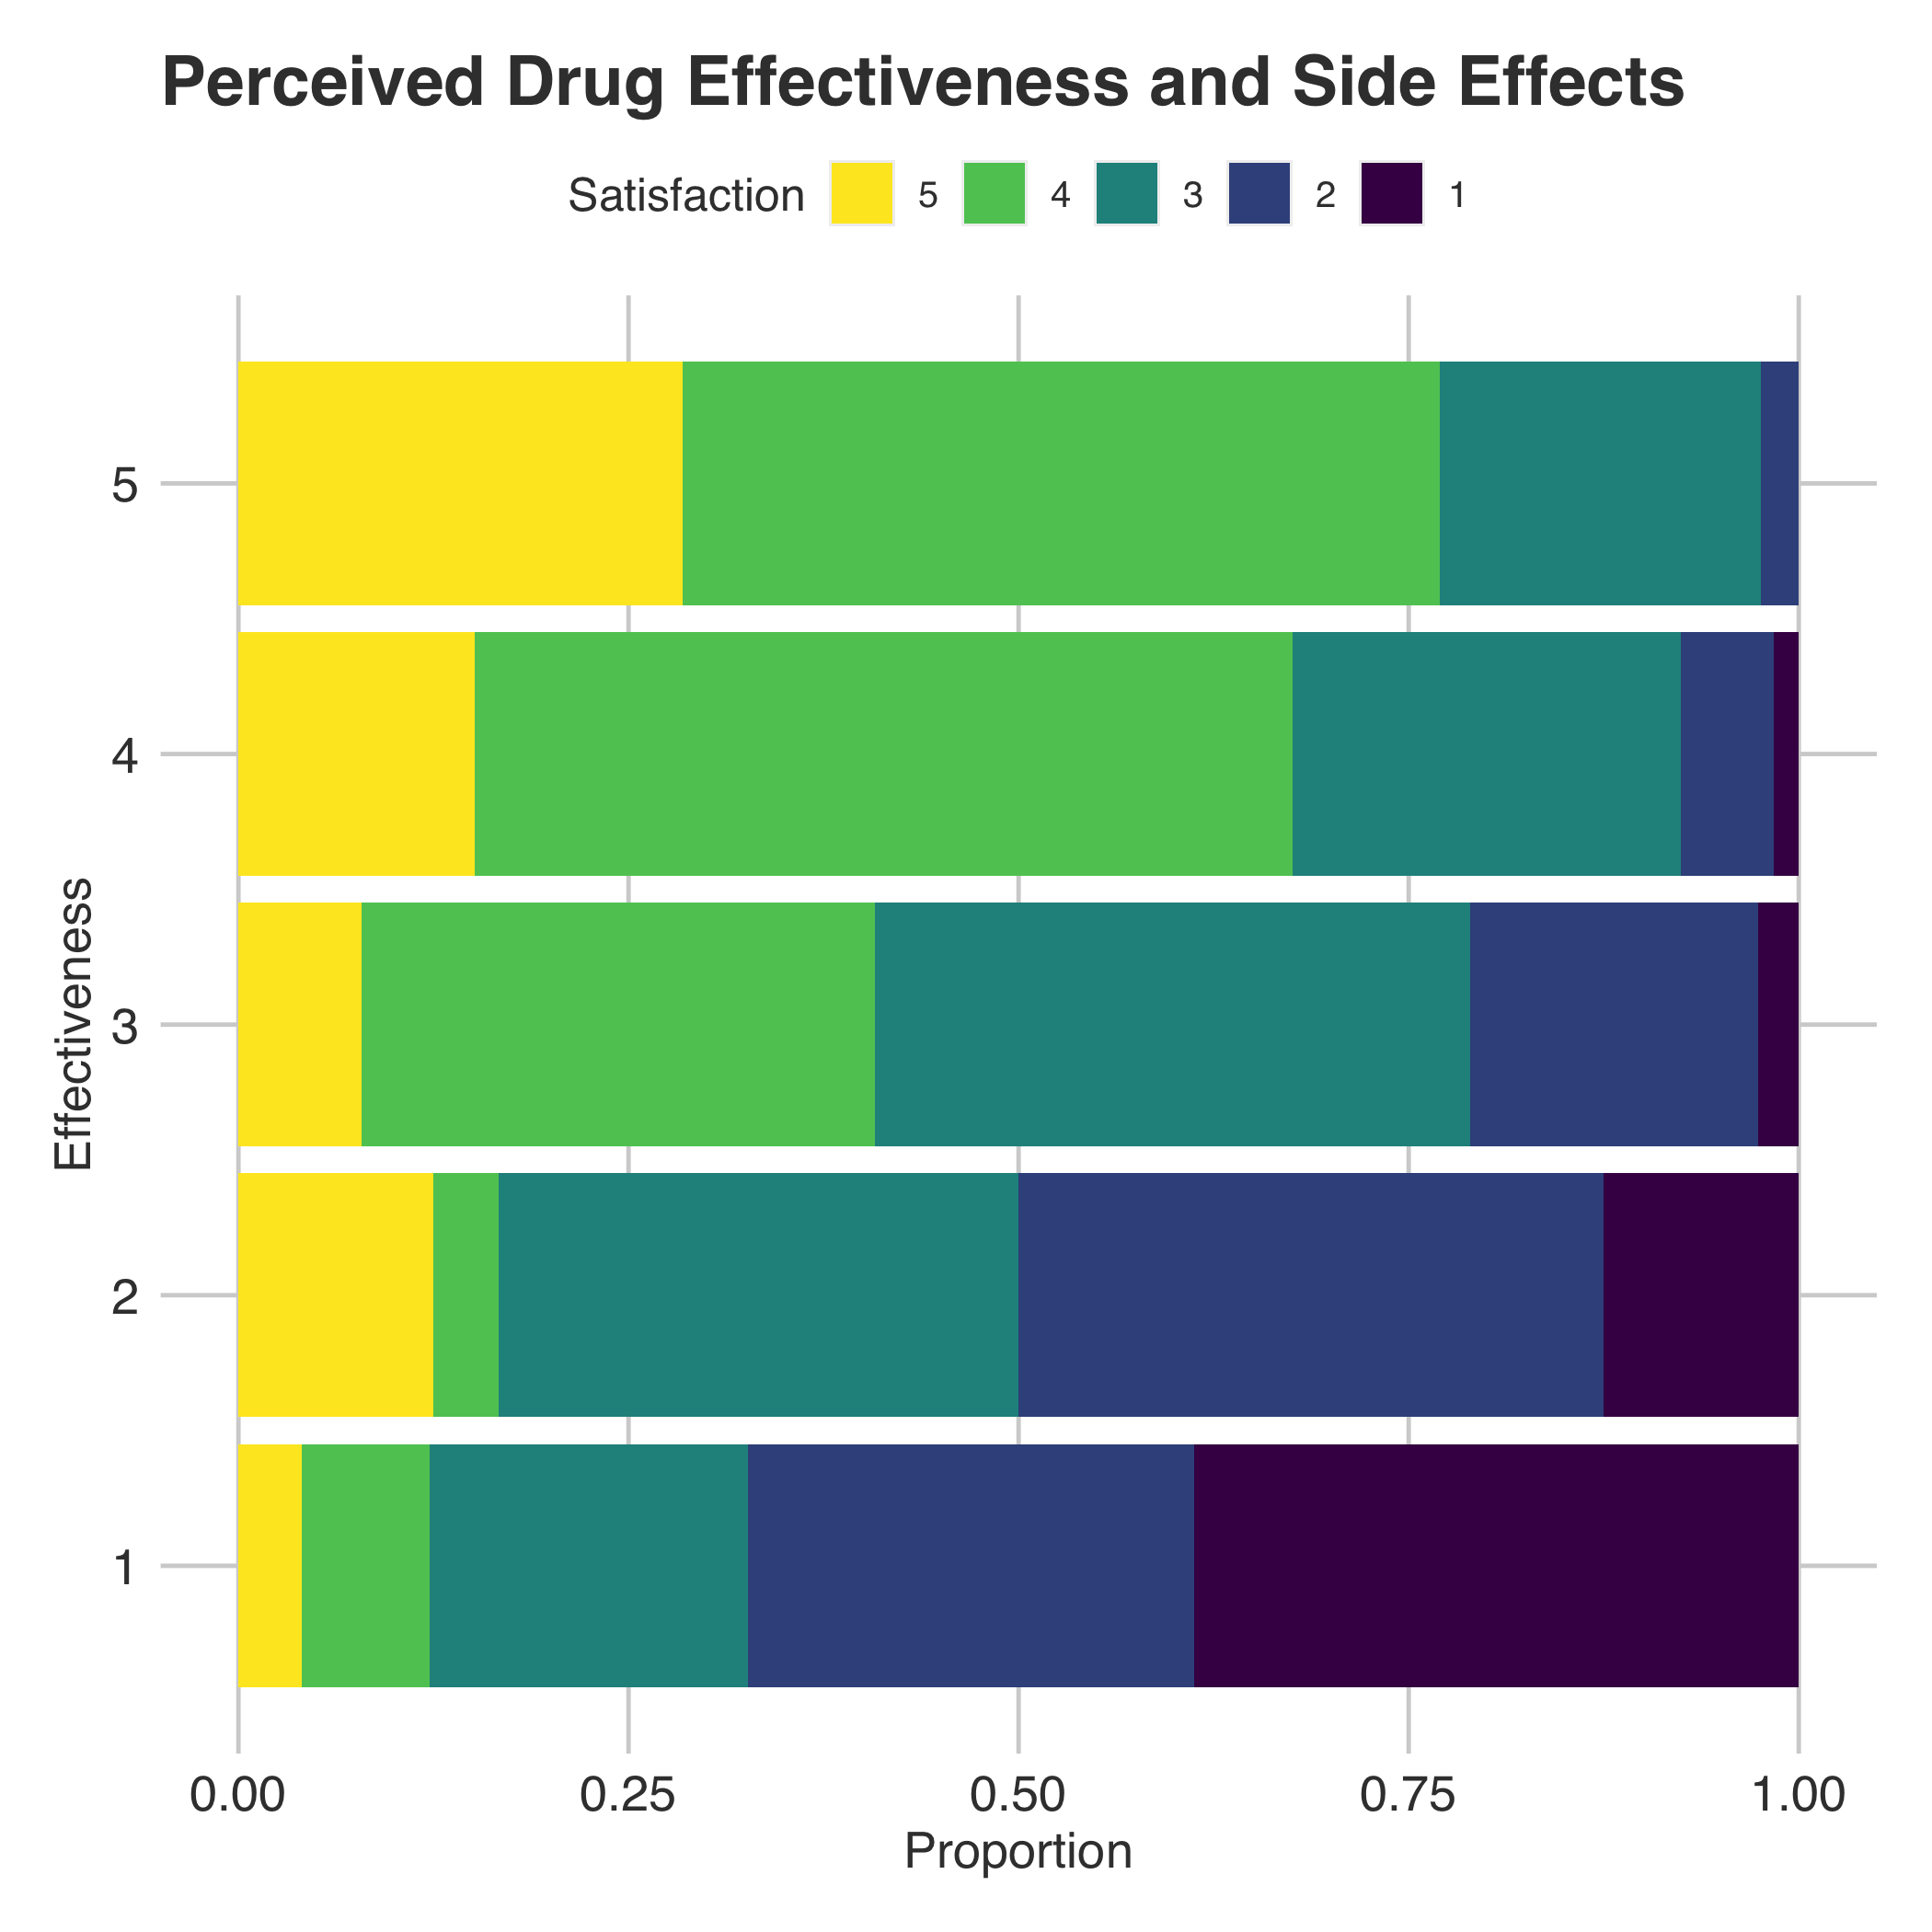 Perceived Drug Effectiveness and Side Effects
Satisfaction 5 4 3 2 1
5
4
3
2
1
Effectiveness
0.00 0.25 0.50 0.75 1.00
Proportion